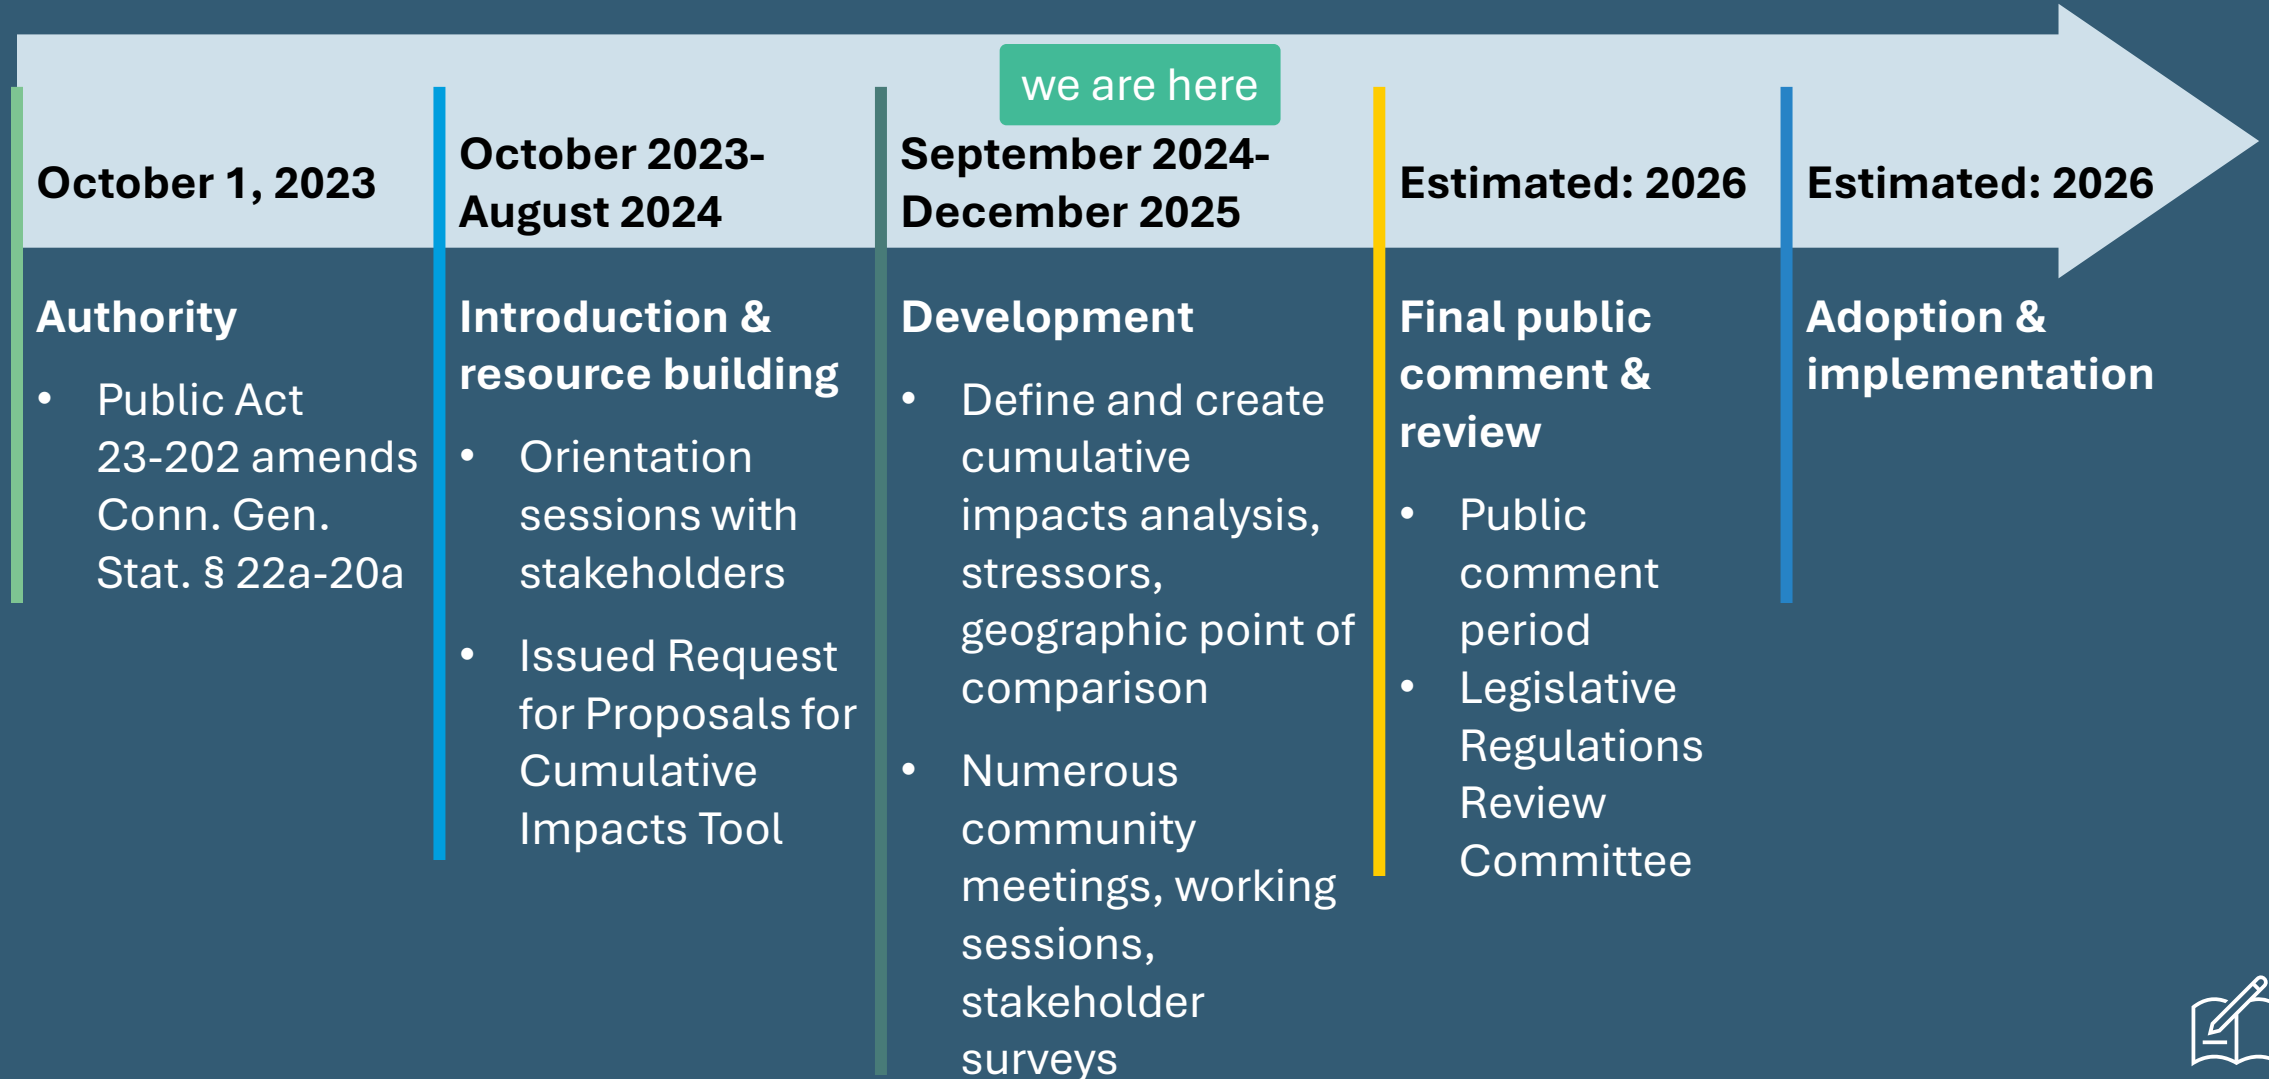 we are here
October 1, 2023
October 2023-
August 2024
September 2024-
December 2025
Estimated: 2026
Estimated: 2026
Authority
• Public Act
23-202 amends
Conn. Gen.
Stat. § 22a-20a
Introduction &
resource building
• Orientation
sessions with
stakeholders
• Issued Request
for Proposals for
Cumulative
Impacts Tool
Development
• Define and create
cumulative
impacts analysis,
stressors,
geographic point of
comparison
• Numerous
community
meetings, working
sessions,
stakeholder
surveys
Final public
comment &
review
• Public
comment
period
• Legislative
Regulations
Review
Committee
Adoption &
implementation